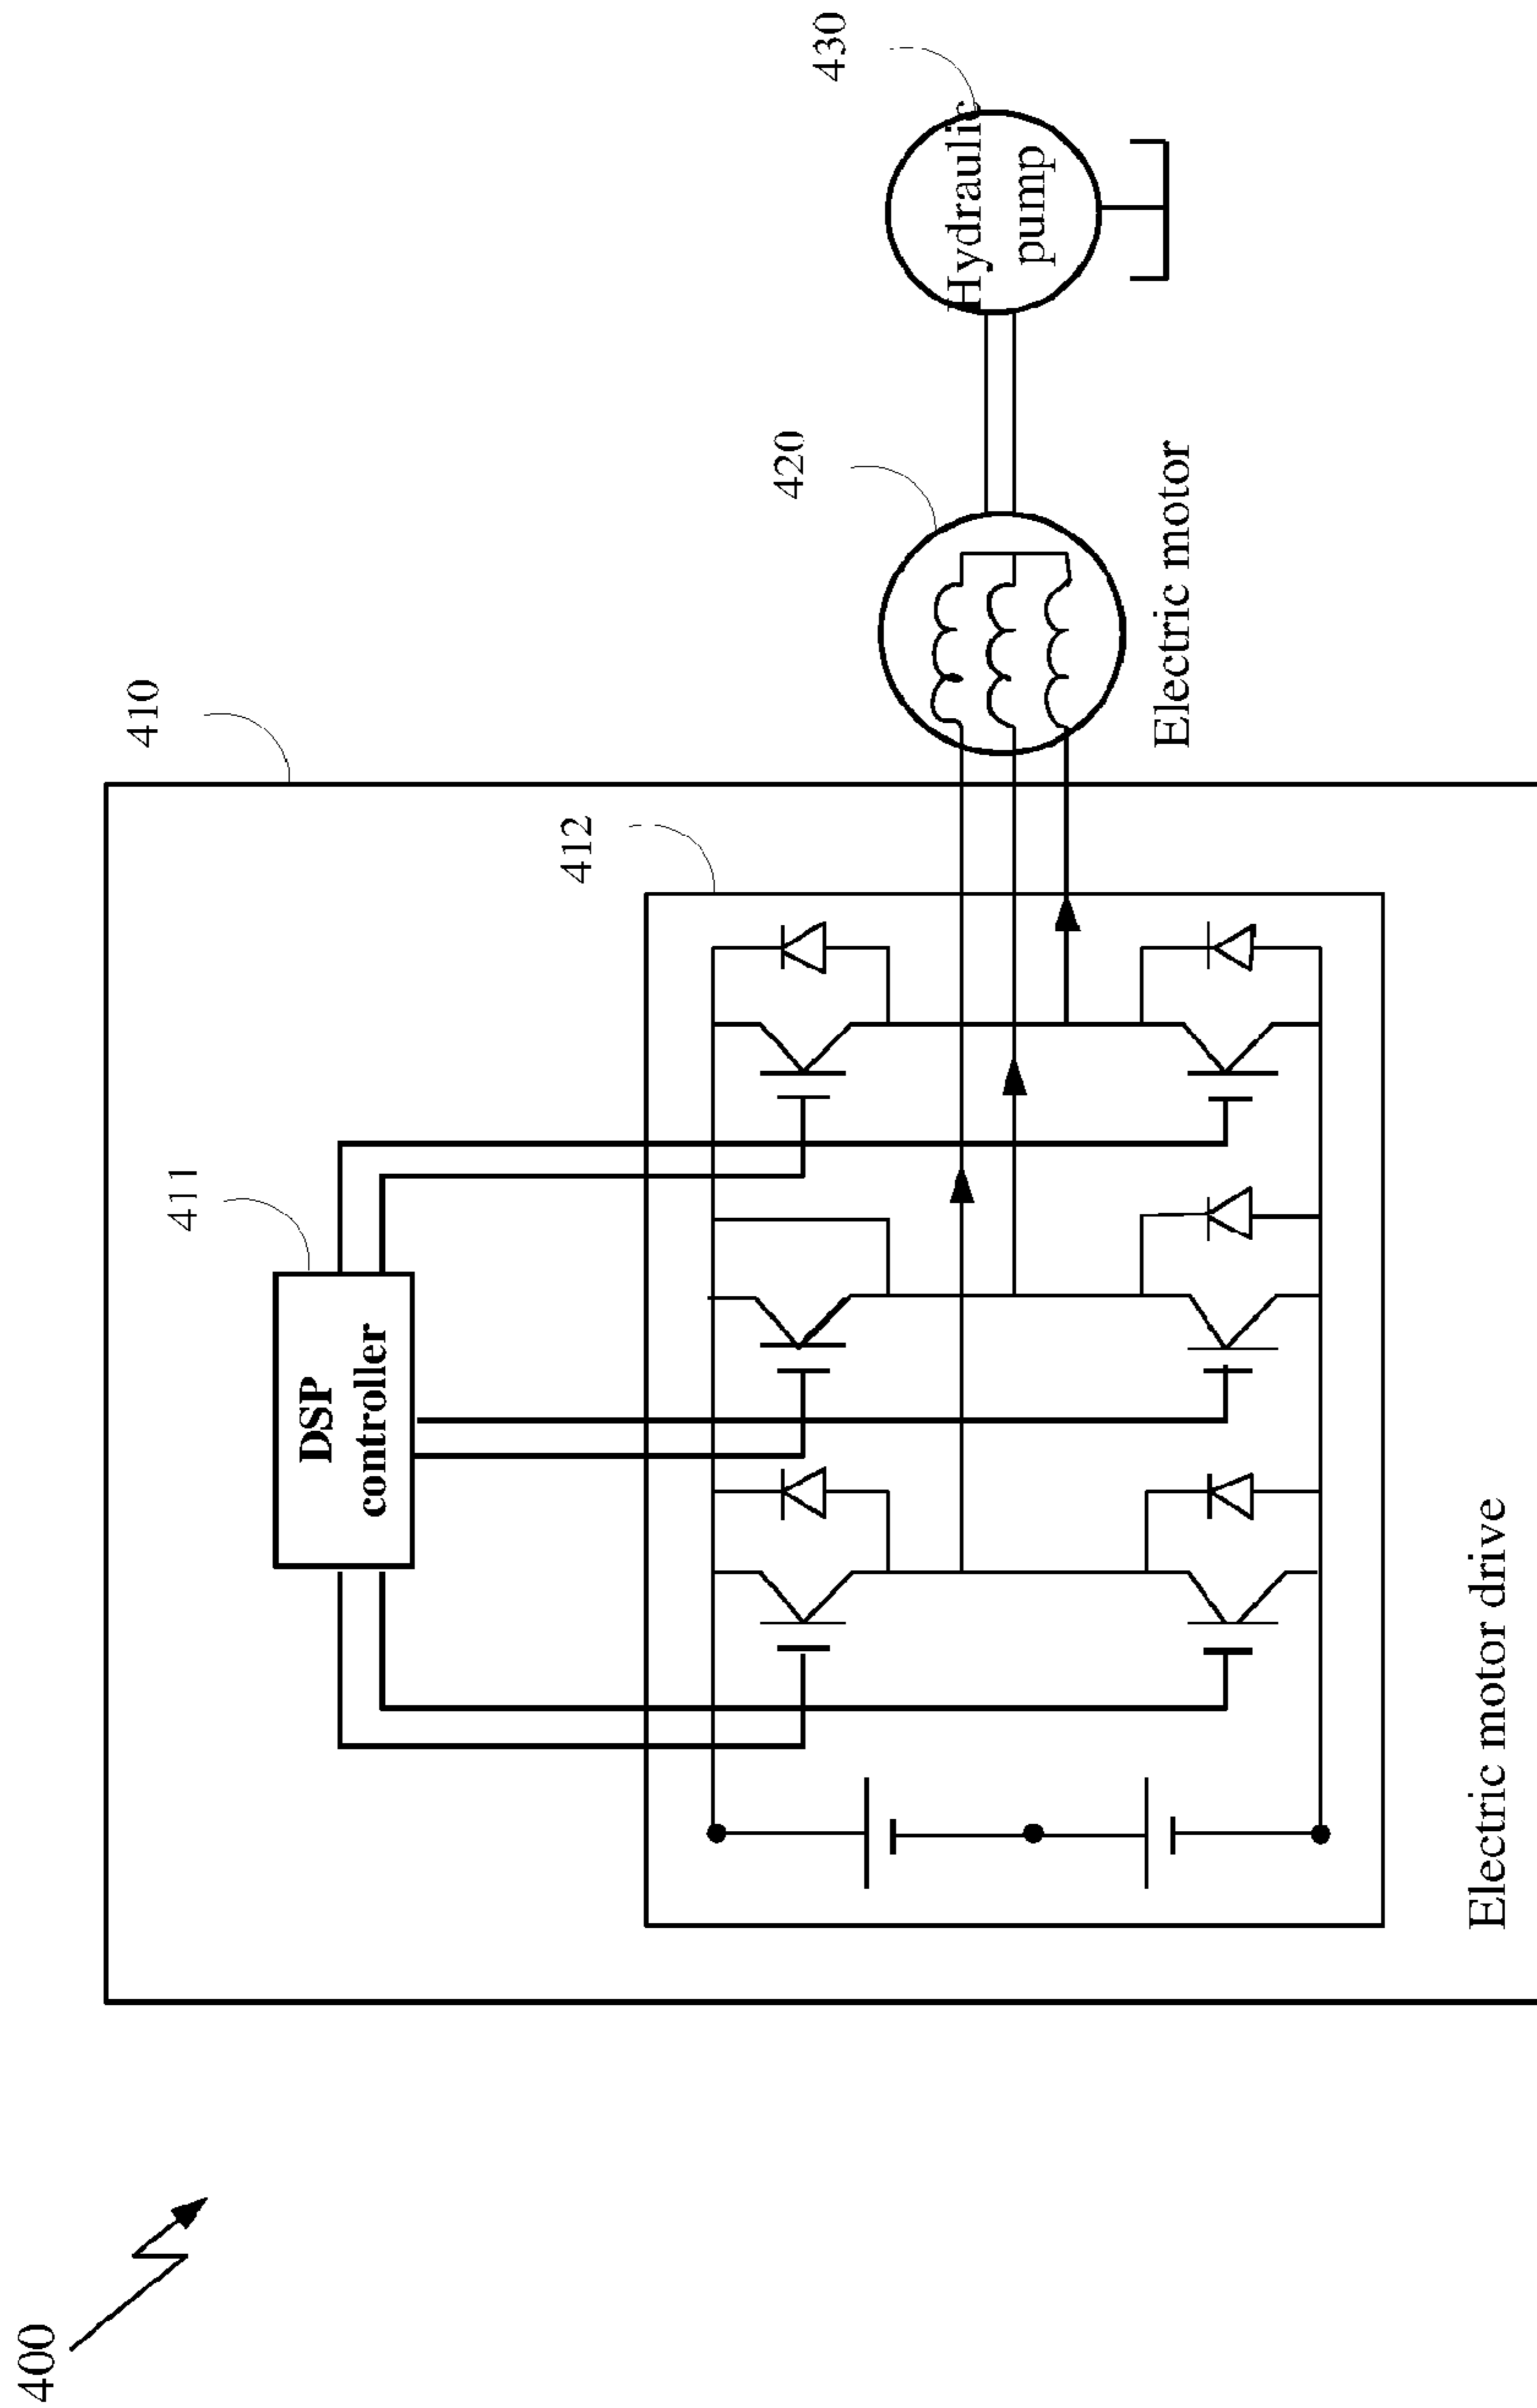 400
410
411
DSP
controller
412
420
430
Hydraulic
pump
Electric motor
Electric motor drive